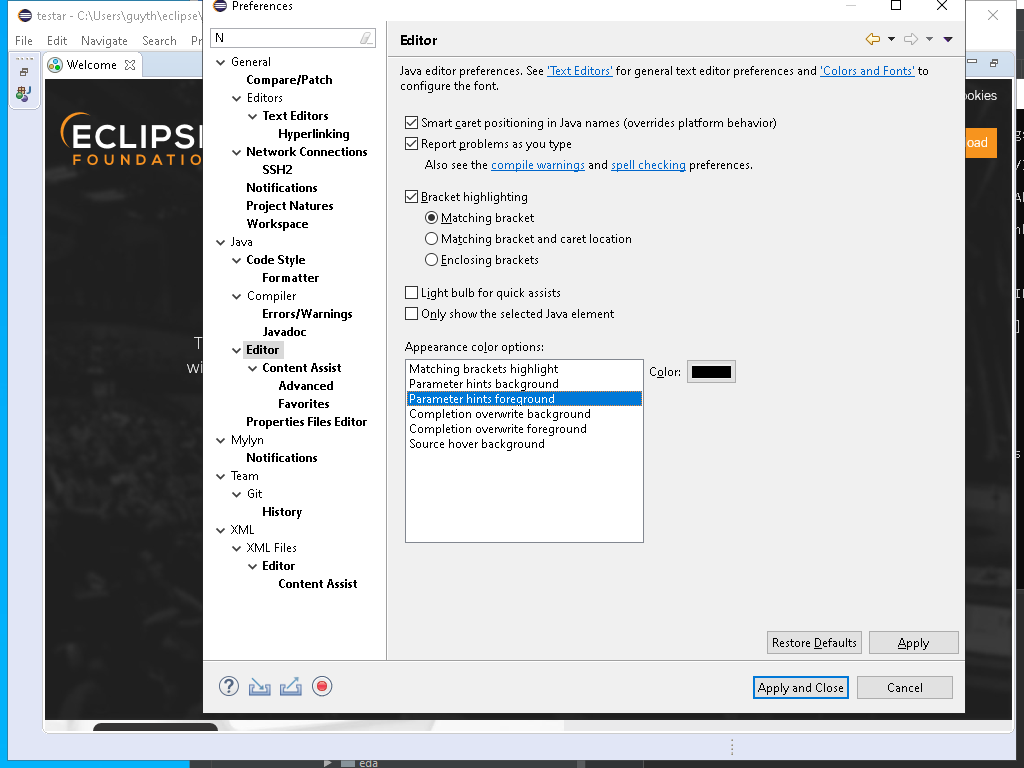 testar - C:\Users\guyth\eclipse\
Preferences
File Edit Navigate Search Pr
Welcome
ECLIPSE
FOUNDATIO
ookies
oad
N
General
Compare/Patch
Editors
Text Editors
Hyperlinking
Network Connections
SSH2
Notifications
Project Natures
Workspace
Java
Code Style
Formatter
Compiler
Errors/Warnings
Javadoc
Editor
Content Assist
Advanced
Favorites
Properties Files Editor
Mylyn
Notifications
Team
Git
History
XML
XML Files
Editor
Content Assist
Editor
Java editor preferences. See 'Text Editors' for general text editor preferences and 'Colors and Fonts' to
configure the font.
Smart caret positioning in Java names (overrides platform behavior)
Report problems as you type
Also see the compile warnings and spell checking preferences.
Bracket highlighting
Matching bracket
Matching bracket and caret location
Enclosing brackets
Light bulb for quick assists
Only show the selected Java element
Appearance color options:
Matching brackets highlight
Parameter hints background
Parameter hints foreground
Completion overwrite background
Completion overwrite foreground
Source hover background
Color:
Restore Defaults Apply
Apply and Close Cancel
T
wi
eda